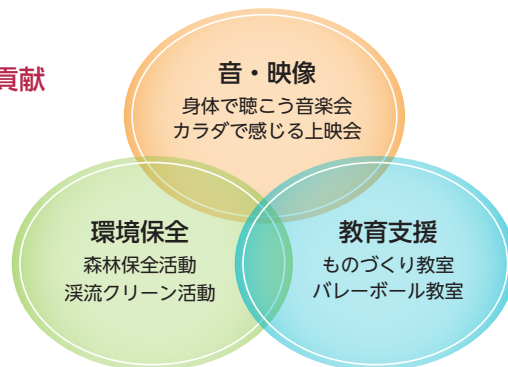 貢献
音・映像
身体で聴こう音楽会
カラダで感じる上映会
環境保全
森林保全活動
渓流クリーン活動
教育支援
ものづくり教室
バレーボール教室